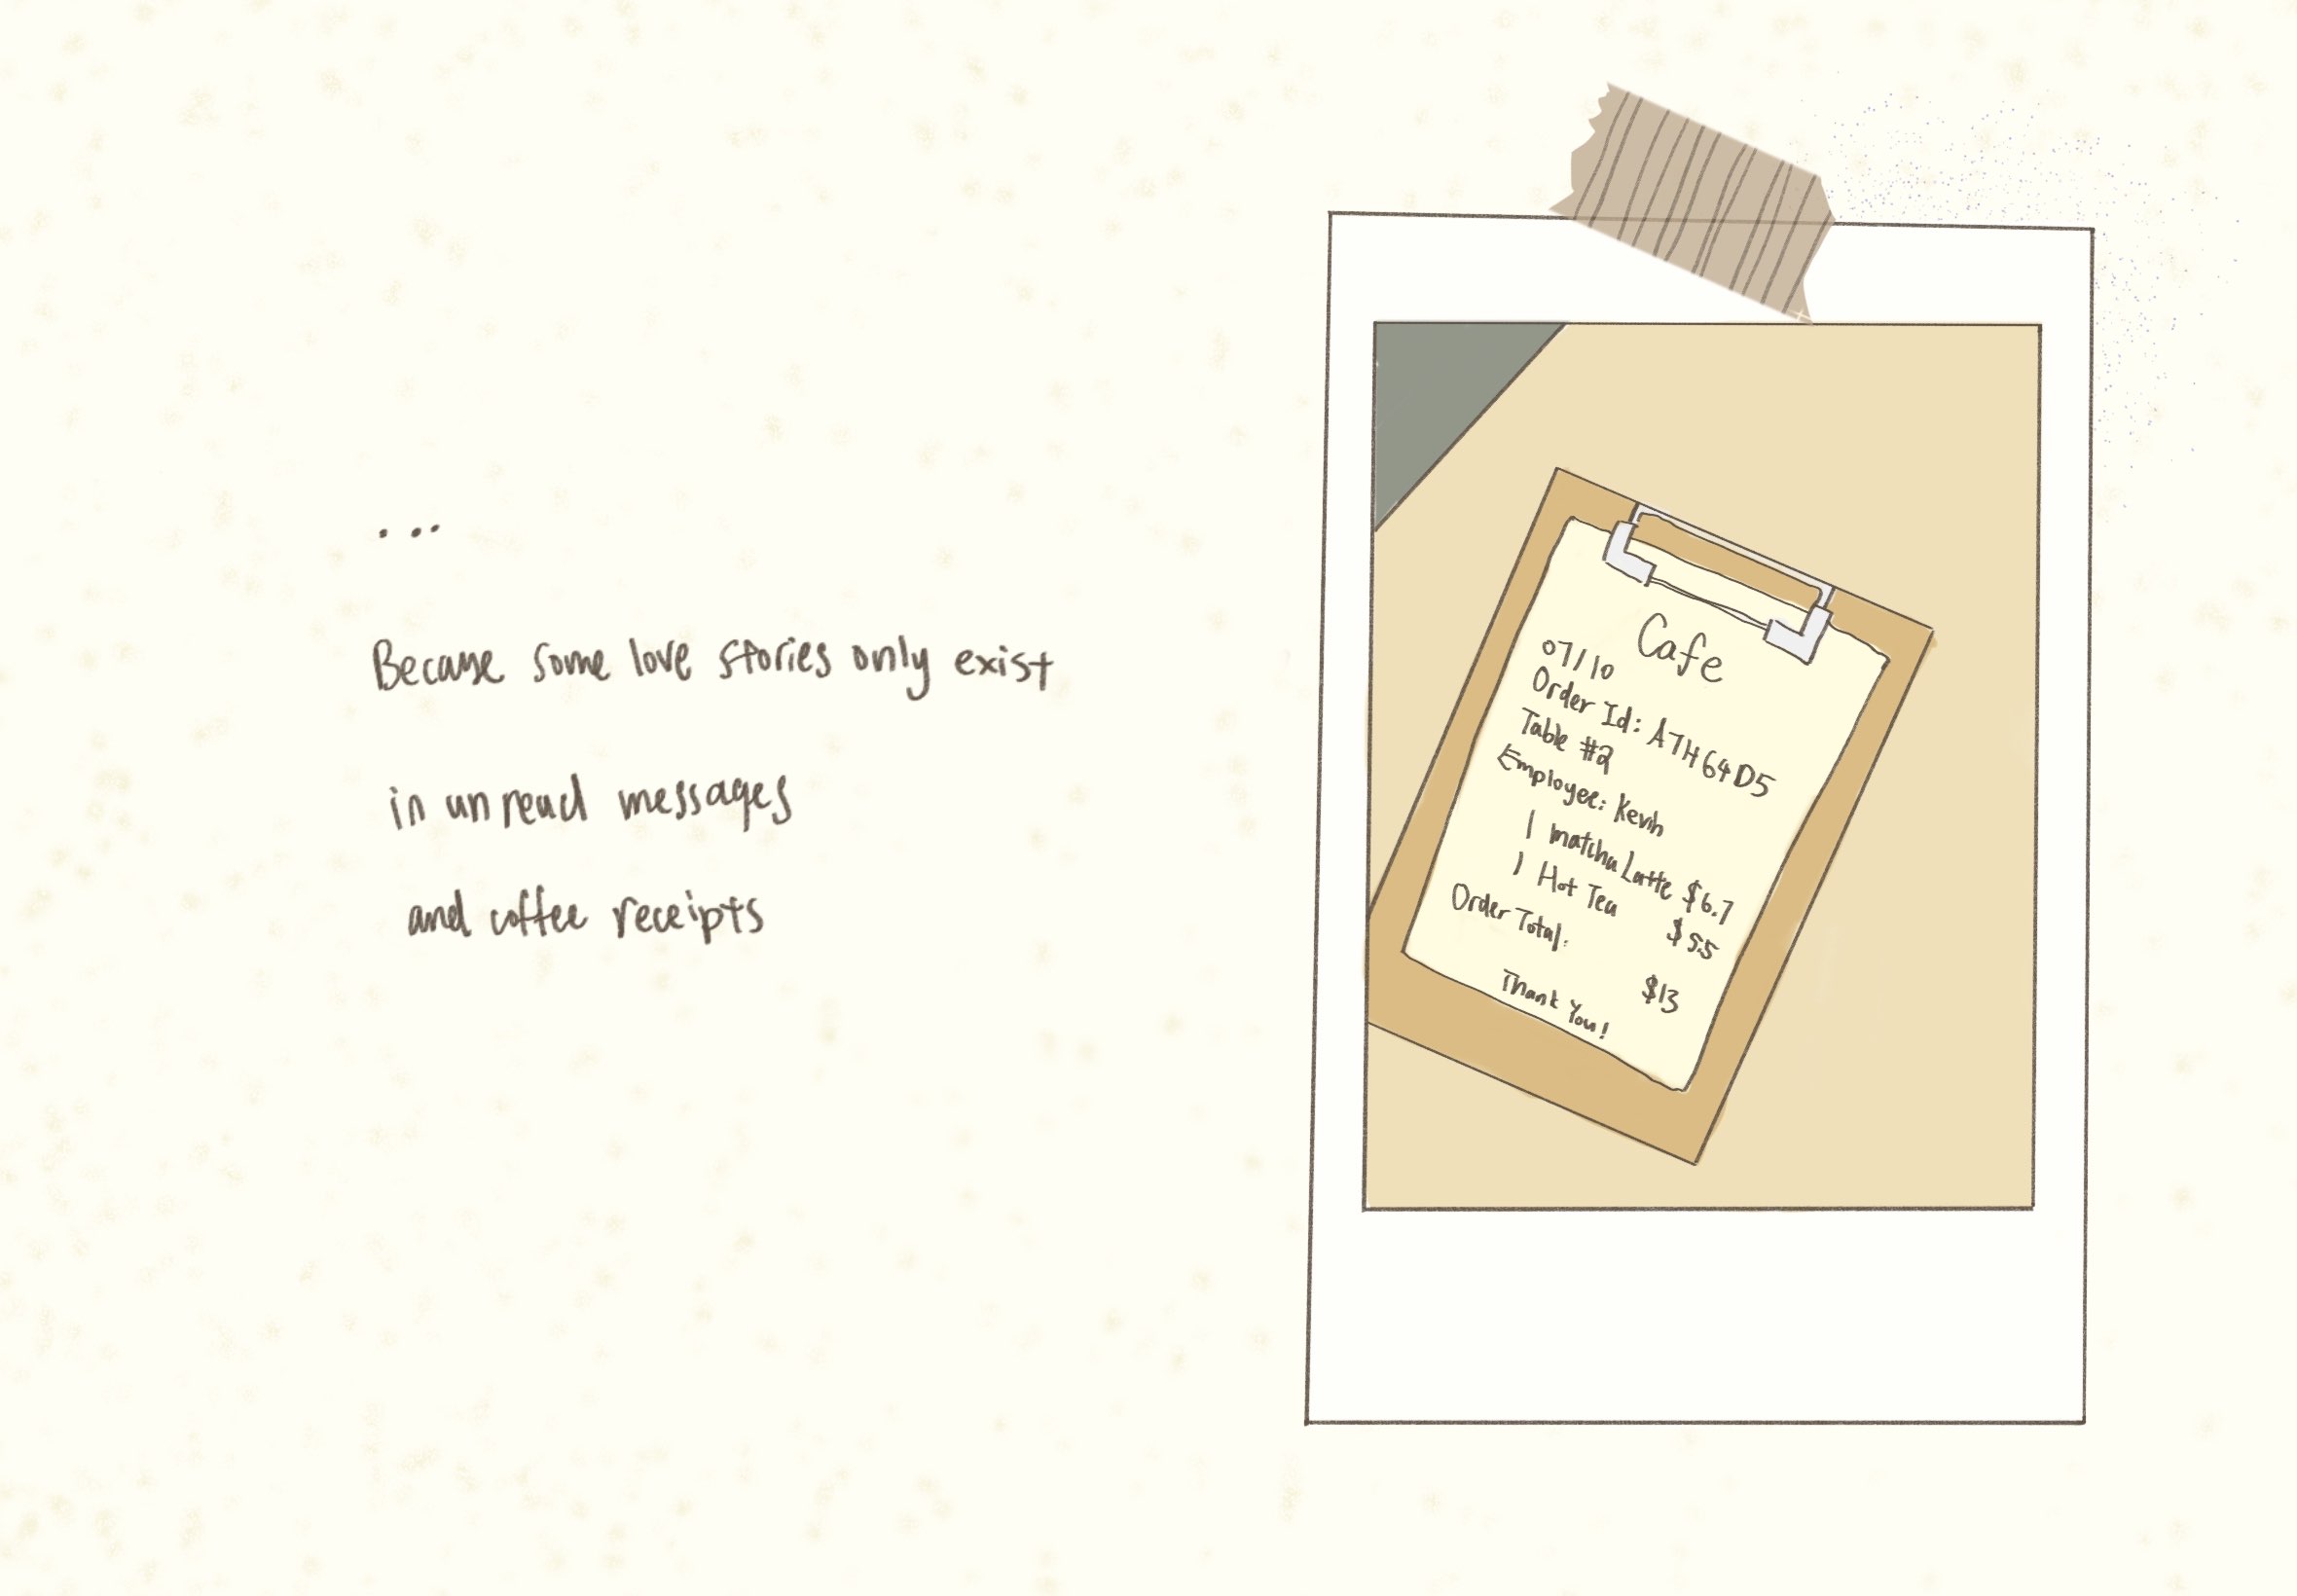 ...
Because some love stories only exist
in unread messages
and coffee receipts
Cafe
07/10
Order Id: A7H64D5
Table #2
Employee: Kevin
1 matcha Latte $6.7
1 Hot Tea $5.5
Order Total: $13
Thank You!